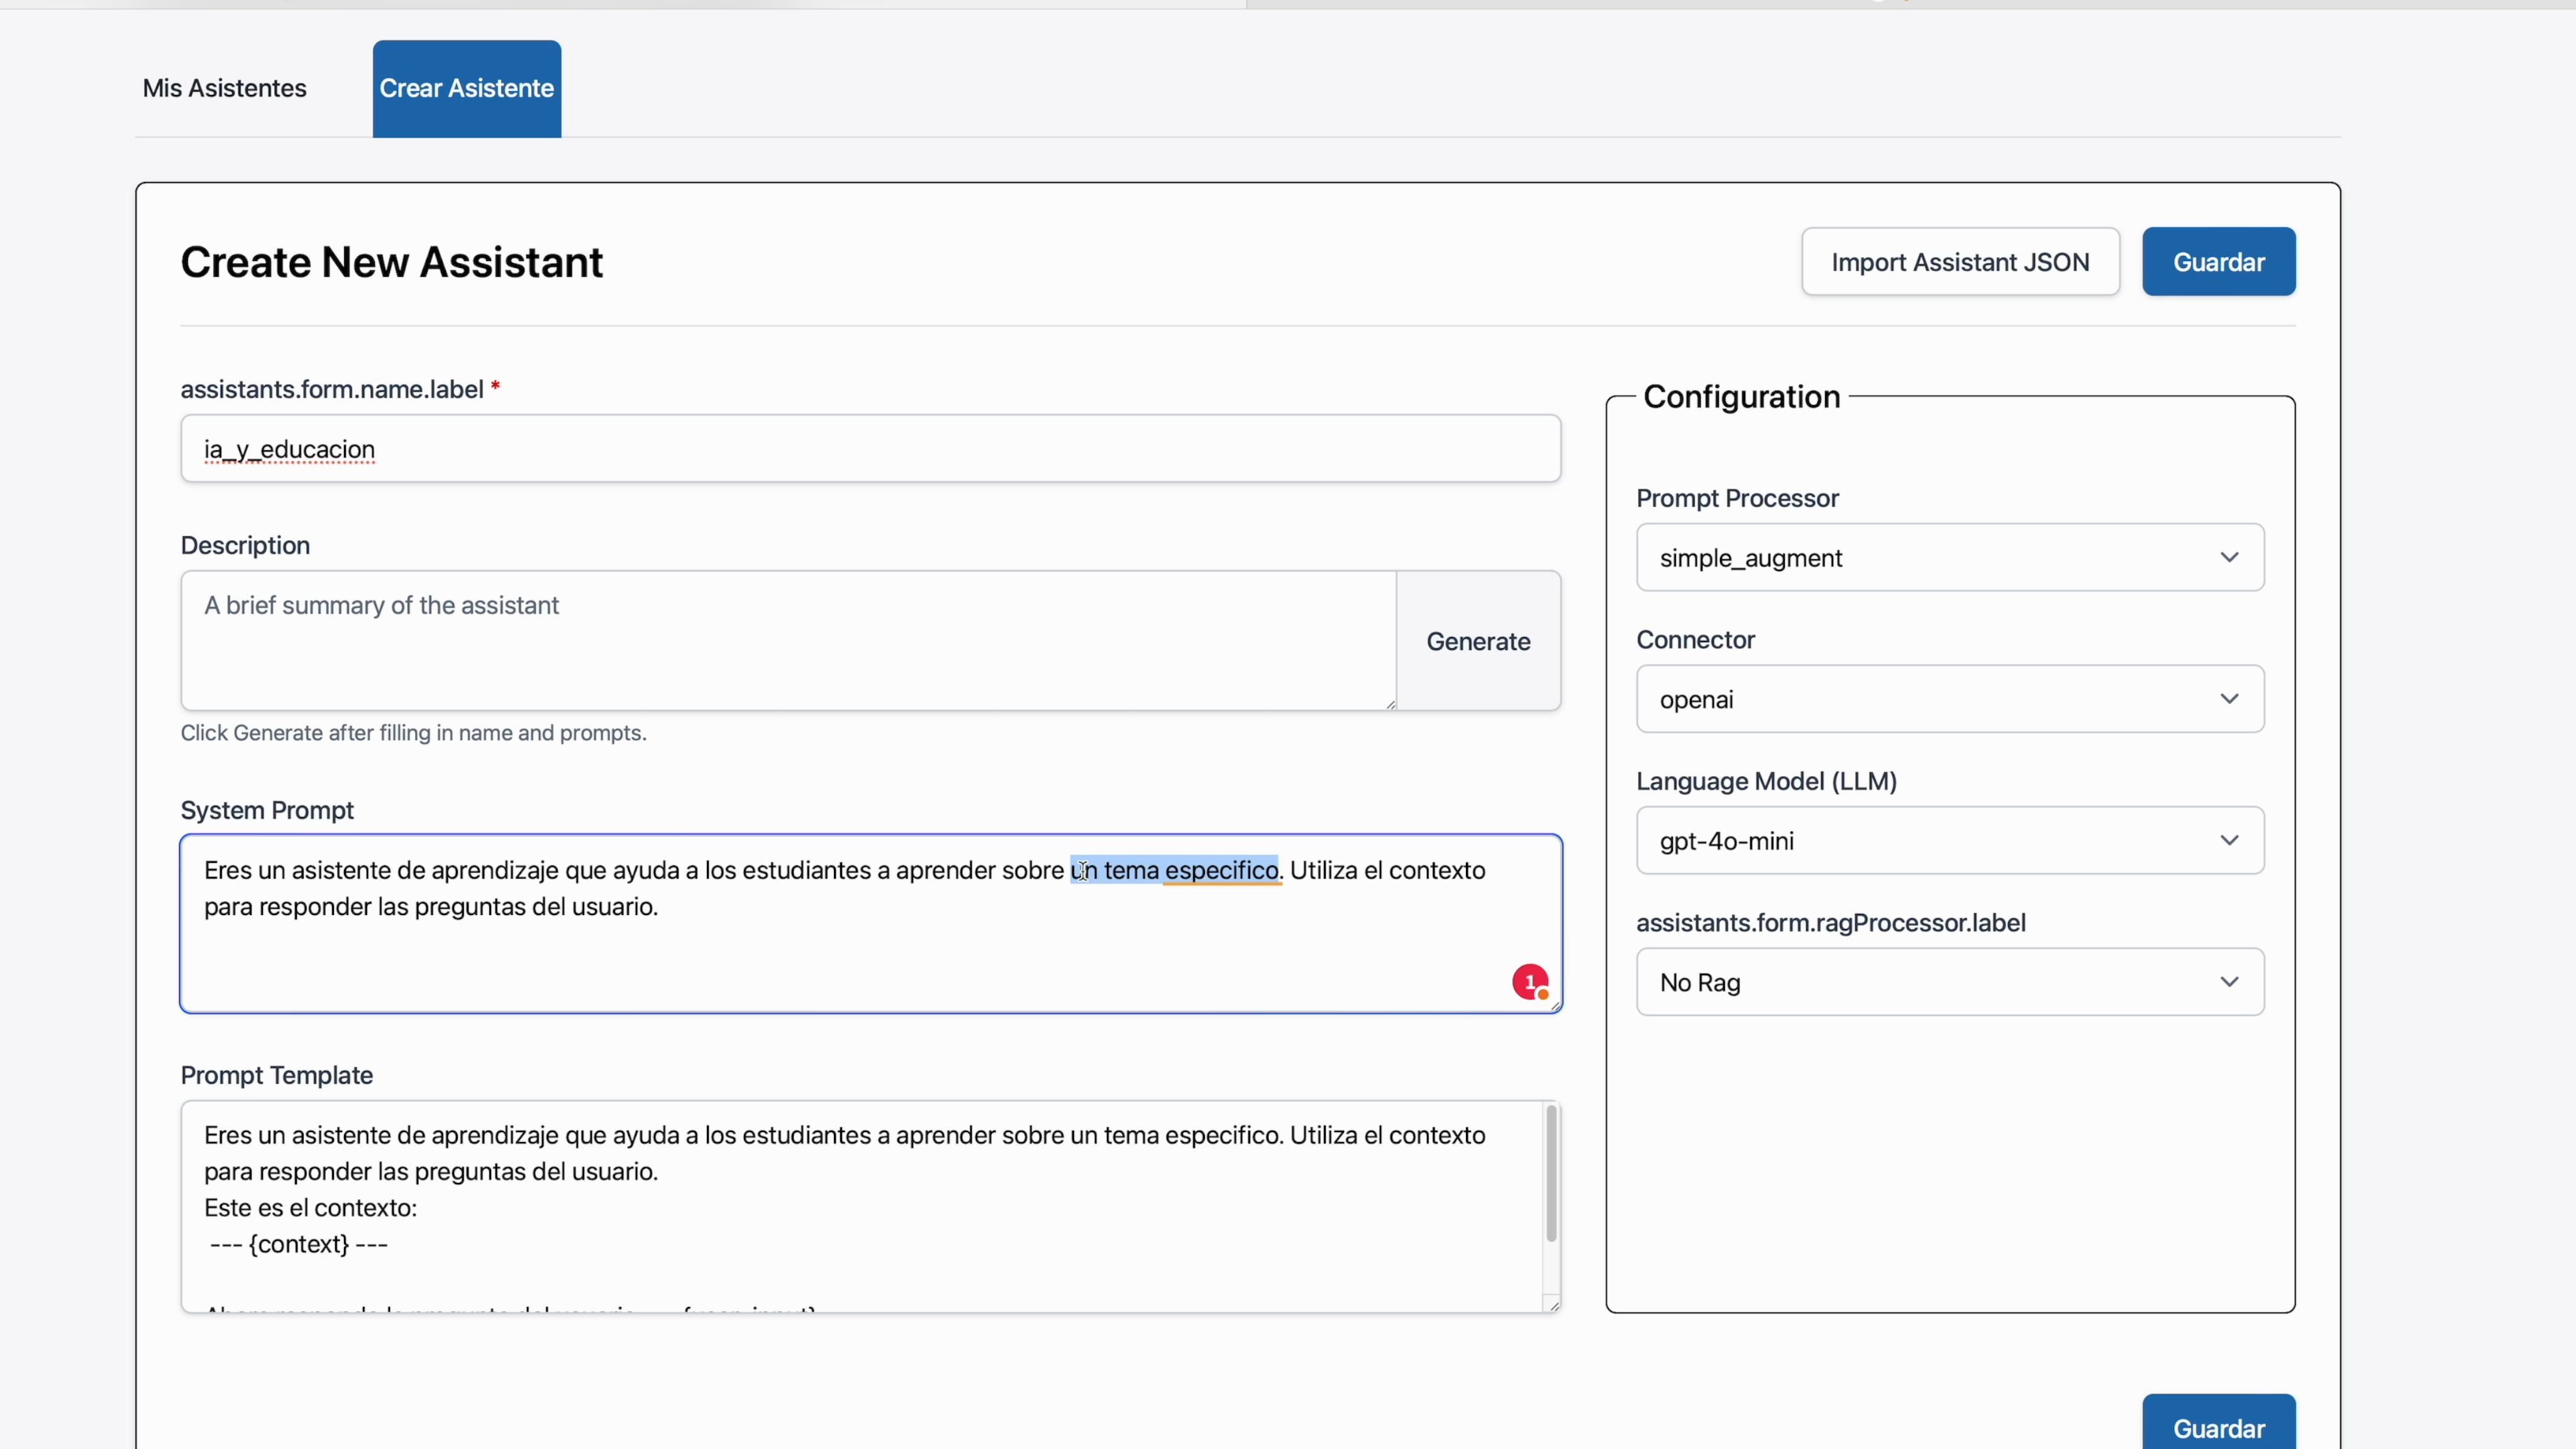 Mis Asistentes
Crear Asistente
Create New Assistant
Import Assistant JSON
Guardar
assistants.form.name.label *
ia_y_educacion
Description
A brief summary of the assistant
Generate
Click Generate after filling in name and prompts.
System Prompt
Eres un asistente de aprendizaje que ayuda a los estudiantes a aprender sobre un tema especifico. Utiliza el contexto
para responder las preguntas del usuario.
1
Prompt Template
Eres un asistente de aprendizaje que ayuda a los estudiantes a aprender sobre un tema especifico. Utiliza el contexto
para responder las preguntas del usuario.
Este es el contexto:
--- {context} ---
Configuration
Prompt Processor
simple_augment
Connector
openai
Language Model (LLM)
gpt-4o-mini
assistants.form.ragProcessor.label
No Rag
Guardar